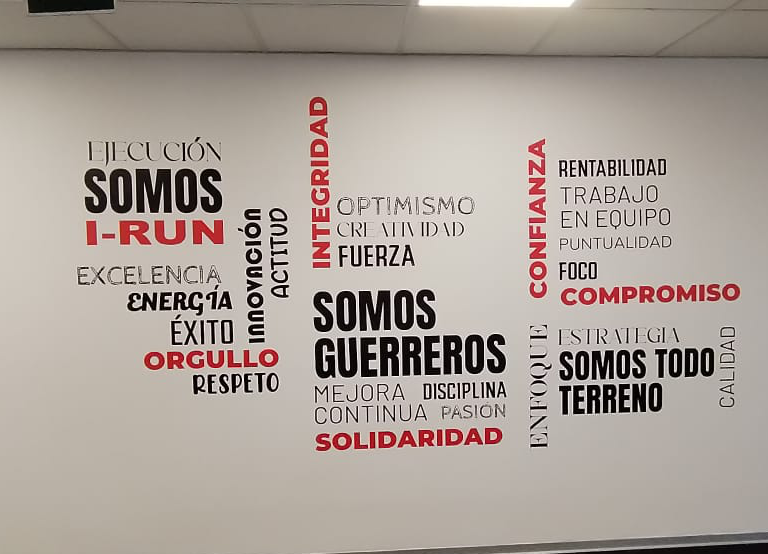 EJECUCIÓN
SOMOS
I-RUN
INNOVACIÓN
ACTITUD
EXCELENCIA
ENERGÍA
ÉXITO
ORGULLO
RESPETO
INTEGRIDAD
OPTIMISMO
CREATIVIDAD
FUERZA
SOMOS
GUERREROS
MEJORA
CONTINUA
DISCIPLINA
PASIÓN
SOLIDARIDAD
CONFIANZA
RENTABILIDAD
TRABAJO
EN EQUIPO
PUNTUALIDAD
FOCO
COMPROMISO
ENFOQUE
ESTRATEGIA
SOMOS TODO
TERRENO
CALIDAD